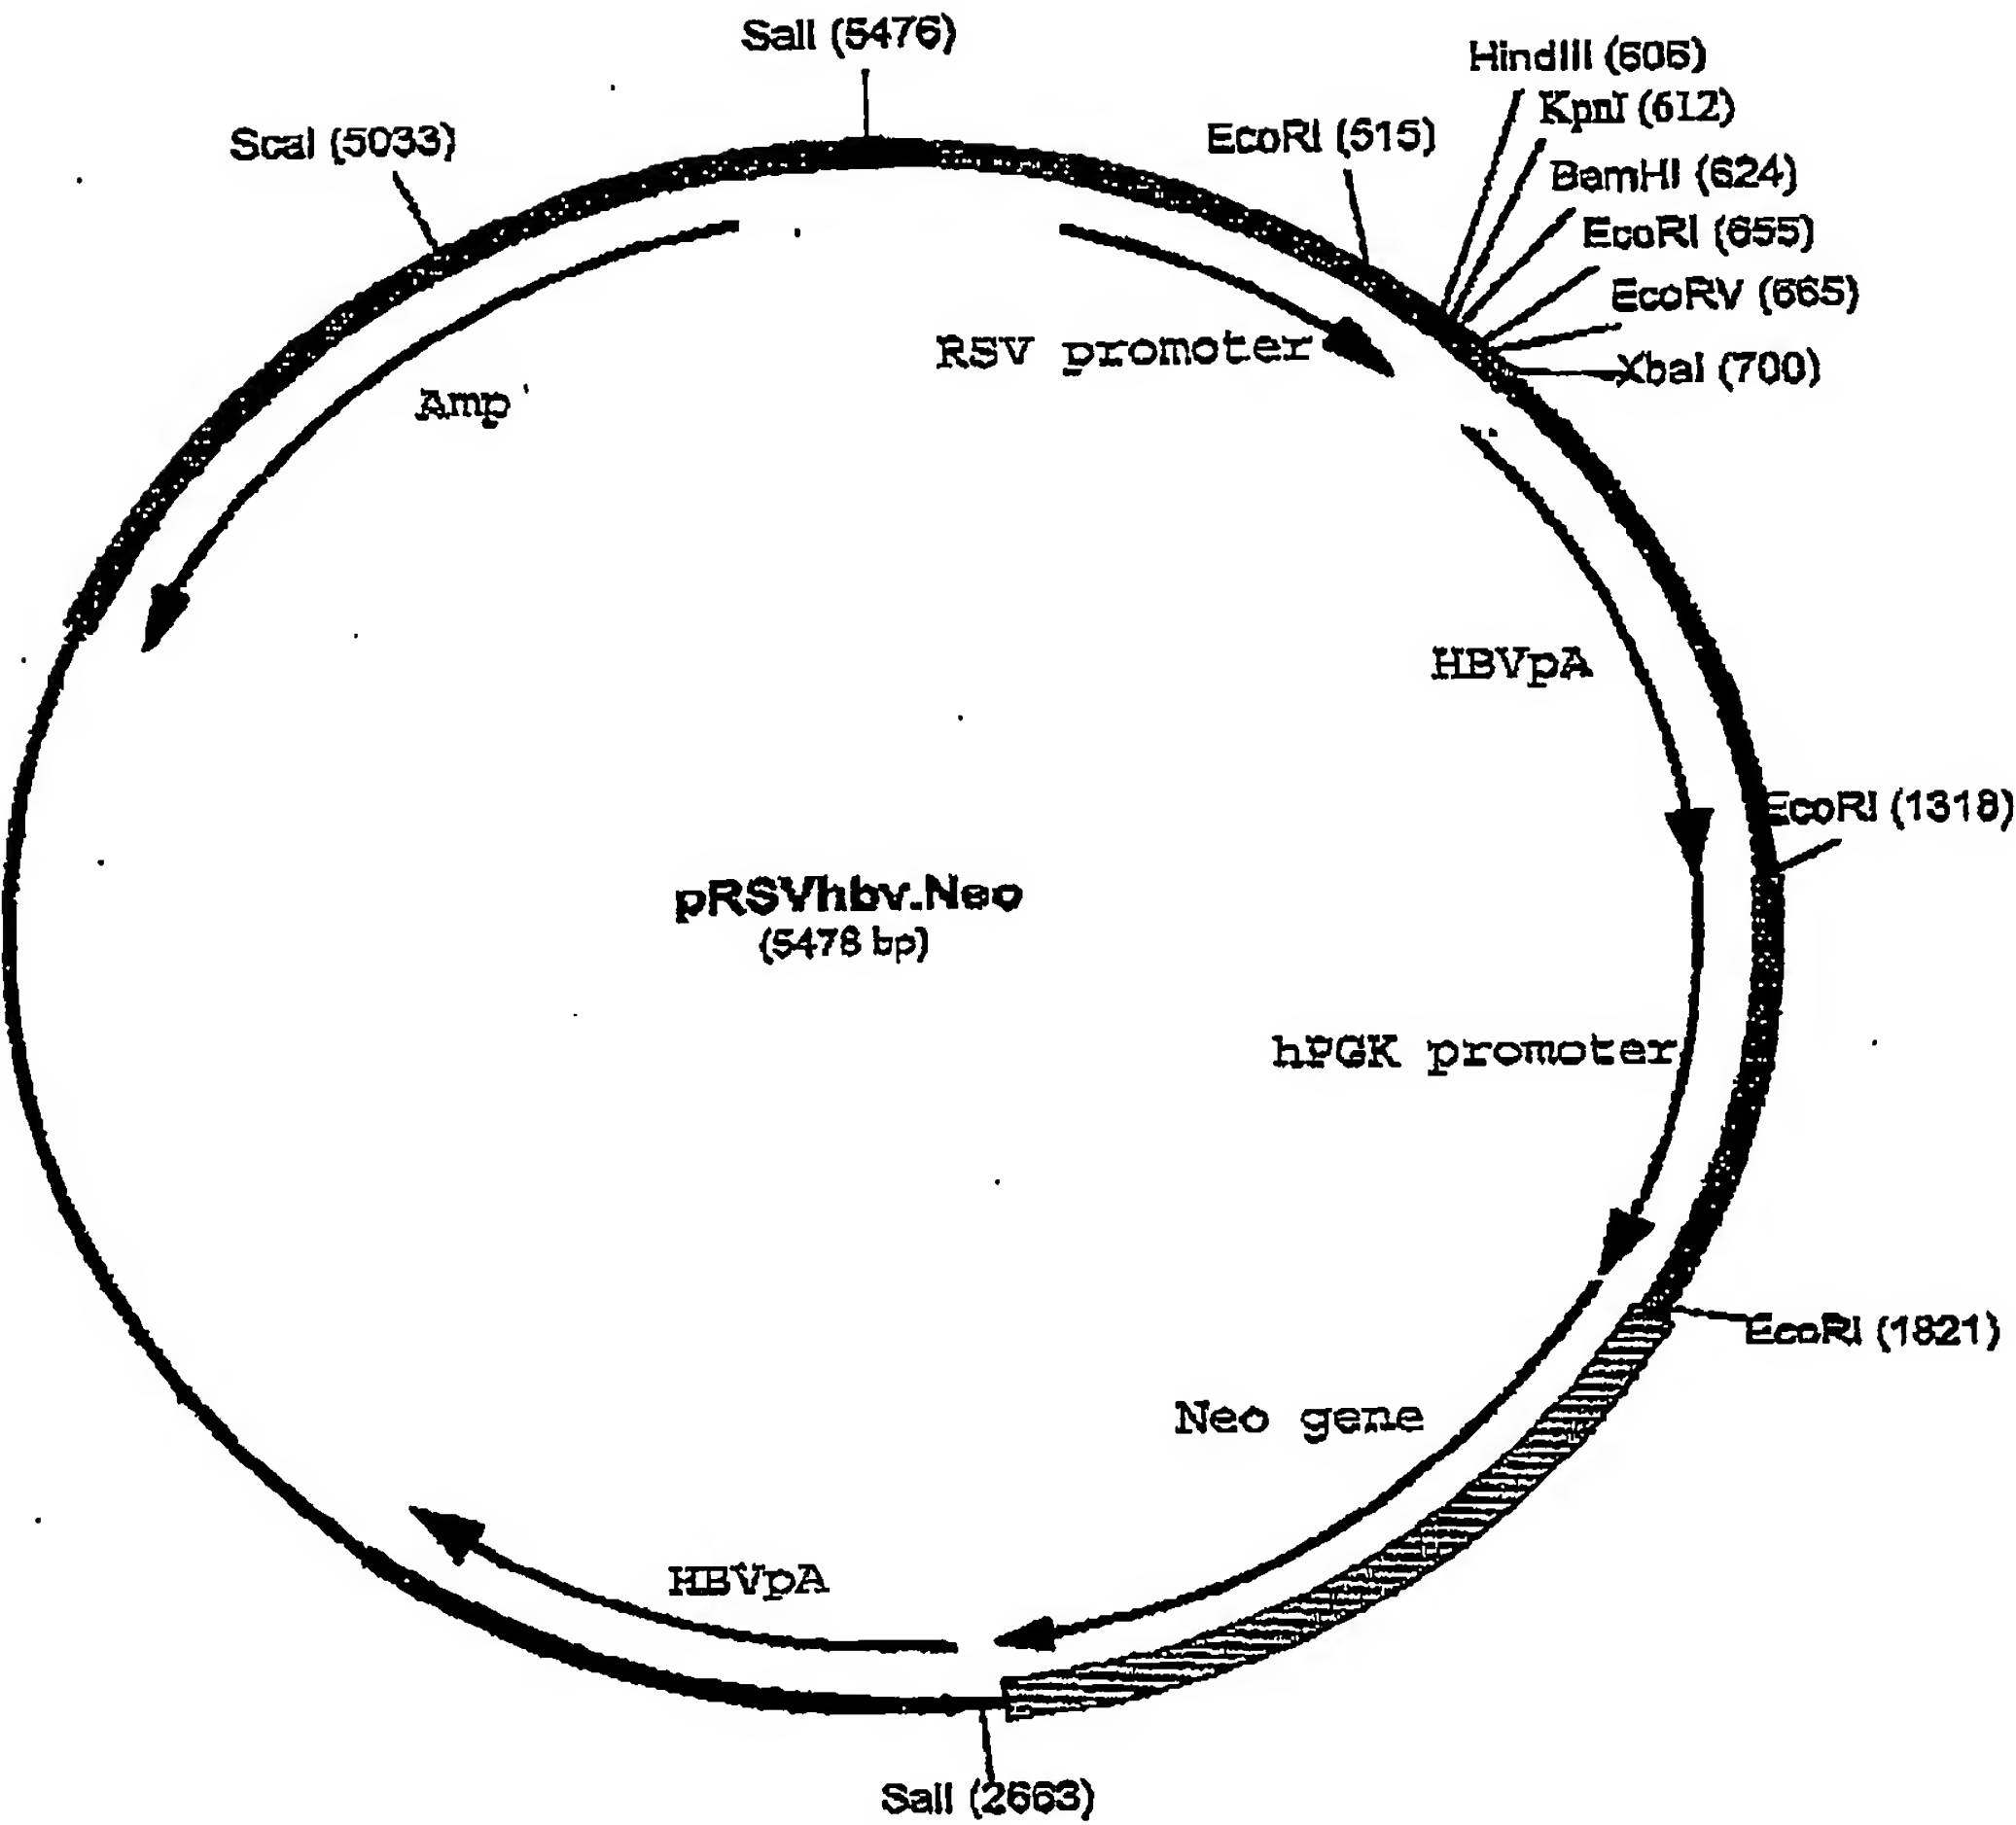 SalI (5476)
HindIII (605)
KpnI (612)
ScaI (5033)
EcoRI (515)
BamHI (624)
EcoRI (655)
EcoRV (665)
RSV promoter
XbaI (700)
Amp
HBVpA
EcoRI (1318)
pRSVhbv.Neo
(5478 bp)
hPGK promoter
EcoRI (1821)
Neo gene
HBVpA
SalI (2663)